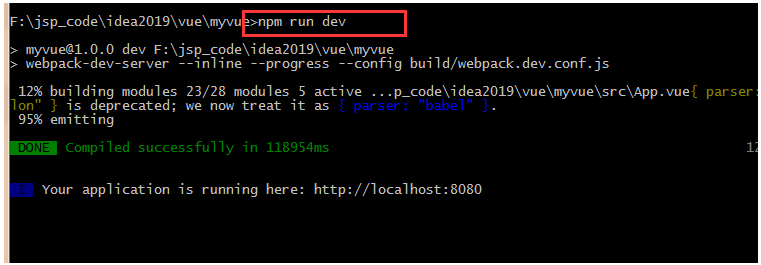 F:\jsp_code\idea2019\vue\myvue>npm run dev
> myvue@1.0.0 dev F:\jsp_code\idea2019\vue\myvue
> webpack-dev-server --inline --progress --config build/webpack.dev.conf.js
12% building modules 23/28 modules 5 active ...p_code\idea2019\vue\myvue\src\App.vue{ parser:
lon" } is deprecated; we now treat it as { parser: "babel" }.
95% emitting
DONE Compiled successfully in 118954ms
12
Your application is running here: http://localhost:8080